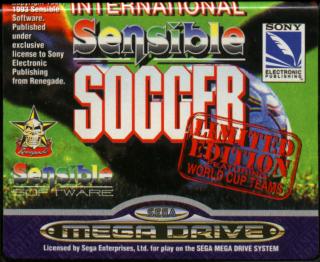 INTERNATIONAL
1993 Sensible
Software.
Published
under
exclusive
license to Sony
Electronic
Publishing
from Renegade.
Sensible
SOCCER
SONY
ELECTRONIC
PUBLISHING
LIMITED
EDITION
WORLD CUP TEAMS
Renegade
Sensible
SOFTWARE
SEGA
MEGA DRIVE
Licensed by Sega Enterprises, Ltd. for play on the SEGA MEGA DRIVE SYSTEM